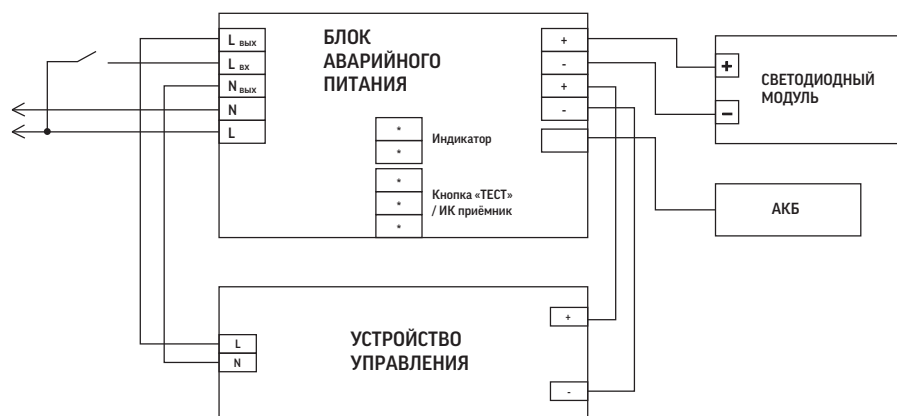 БЛОК
АВАРИЙНОГО
ПИТАНИЯ
L вых
L вх
N вых
N
L
+
-
+
-
*
*
Индикатор
*
*
*
Кнопка «ТЕСТ»
/ ИК приёмник
+
−
СВЕТОДИОДНЫЙ
МОДУЛЬ
АКБ
УСТРОЙСТВО
УПРАВЛЕНИЯ
L
N
+
-